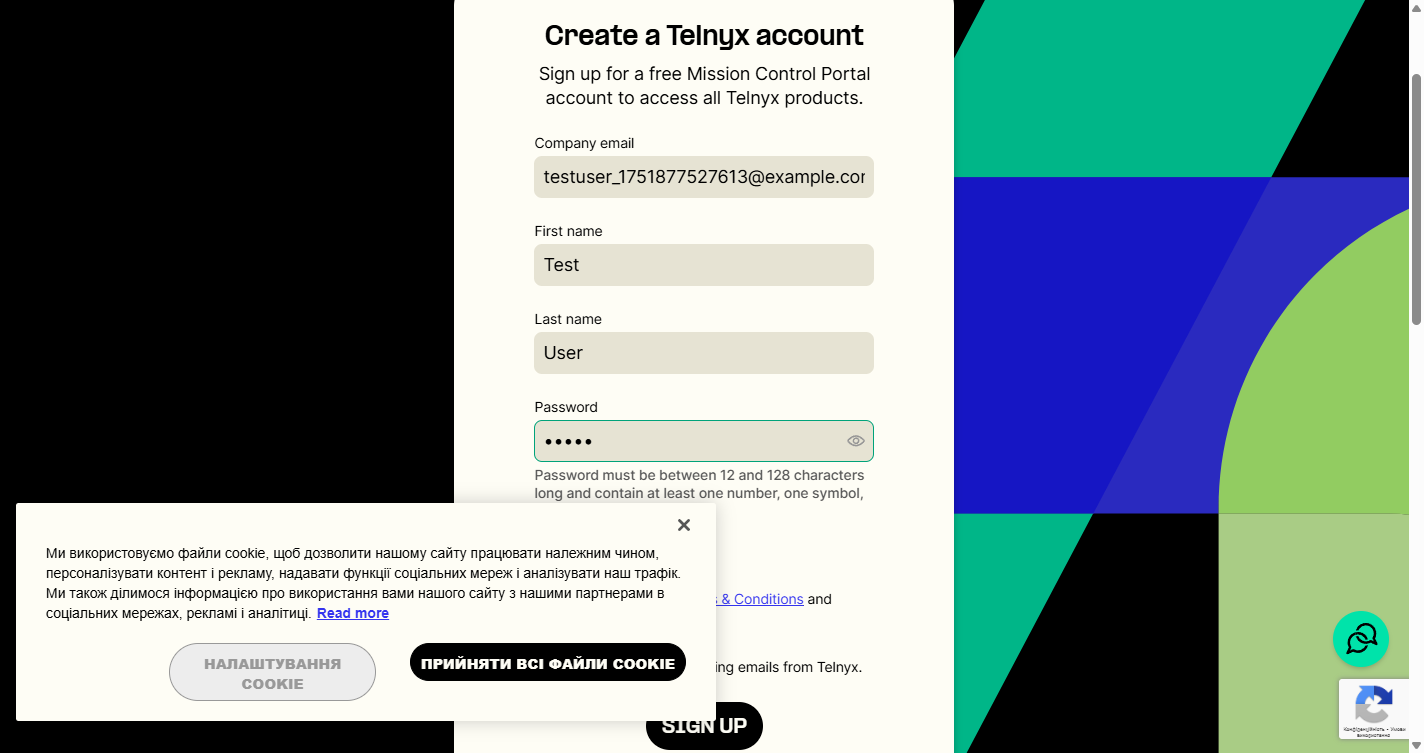 Create a Telnyx account
Sign up for a free Mission Control Portal
account to access all Telnyx products.
Company email
testuser_1751877527613@example.cor
First name
Test
Last name
User
Password
•••••
Password must be between 12 and 128 characters
long and contain at least one number, one symbol,
Ми використовуємо файли cookie, щоб дозволити нашому сайту працювати належним чином,
персоналізувати контент і рекламу, надавати функції соціальних мереж і аналізувати наш трафік.
Ми також ділимося інформацією про використання вами нашого сайту з нашими партнерами в
соціальних мережах, рекламі і аналітиці. Read more
НАЛАШТУВАННЯ
COOKIE
ПРИЙНЯТИ ВСІ ФАЙЛИ COOKIE
& Conditions and
ing emails from Telnyx.
SIGN UP
Конфіденційність - Умови
використання